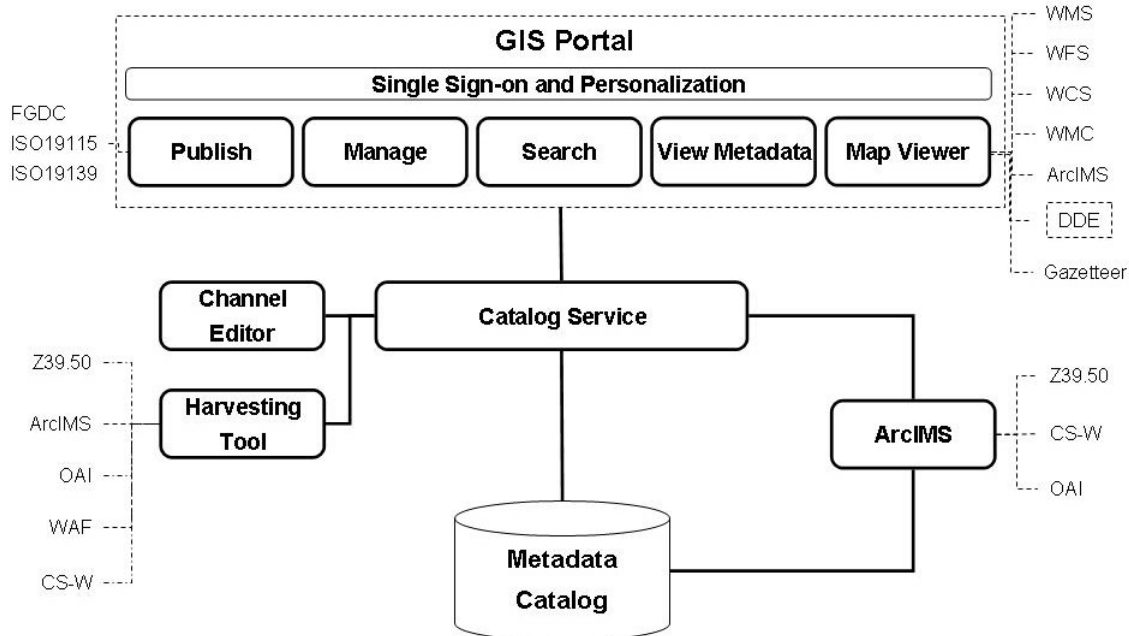 GIS Portal
Single Sign-on and Personalization
FGDC
ISO19115
ISO19139
Publish
Manage
Search
View Metadata
Map Viewer
WMS
WFS
WCS
WMC
ArcIMS
DDE
Gazetteer
Channel
Editor
Catalog Service
Z39.50
ArcIMS
OAI
WAF
CS-W
Harvesting
Tool
ArcIMS
Z39.50
CS-W
OAI
Metadada
Catalog